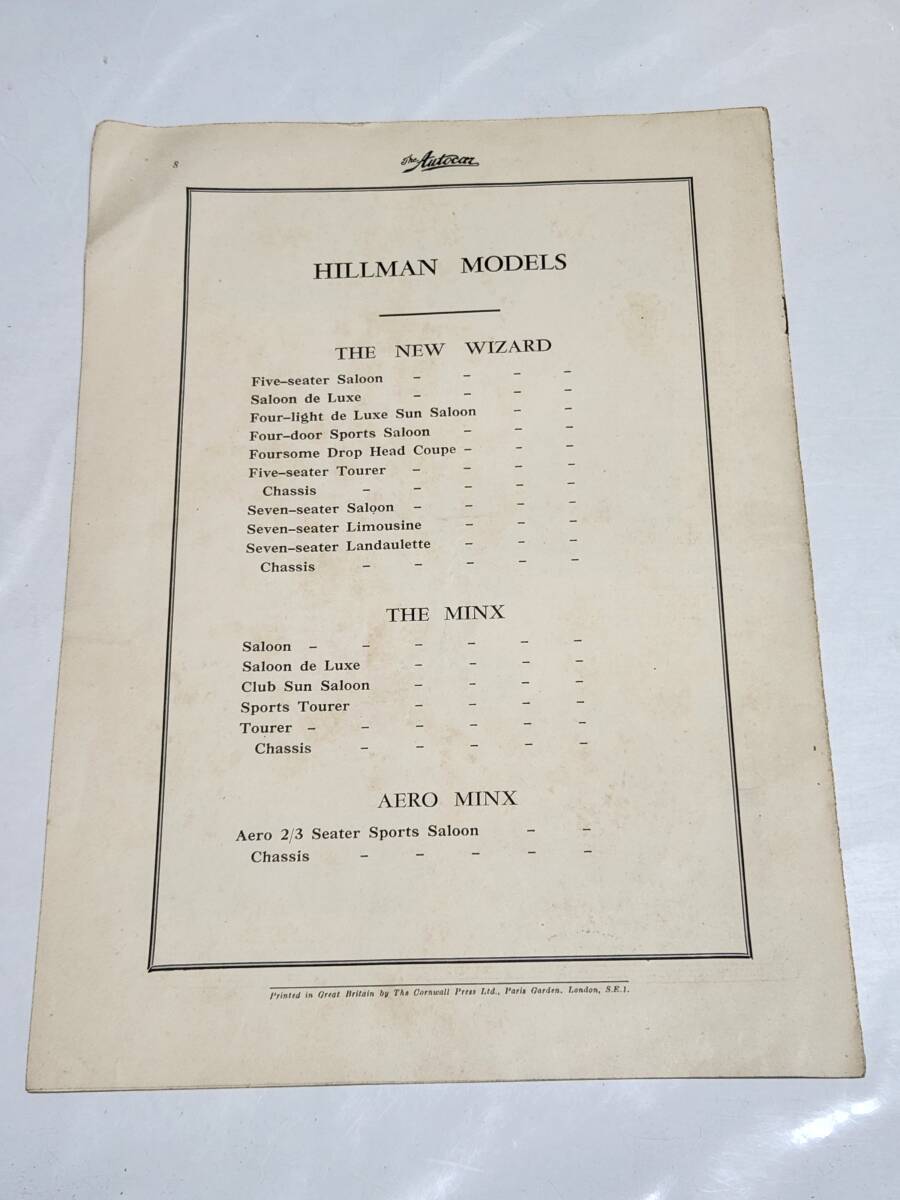 8
The Autocar
HILLMAN MODELS
THE NEW WIZARD
Five-seater Saloon - - - -
Saloon de Luxe - - - -
Four-light de Luxe Sun Saloon - -
Four-door Sports Saloon - - -
Foursome Drop Head Coupe - - -
Five-seater Tourer - - - -
Chassis - - - - -
Seven-seater Saloon - - - -
Seven-seater Limousine - - -
Seven-seater Landaulette - - -
Chassis - - - - -
THE MINX
Saloon - - - - - -
Saloon de Luxe - - - -
Club Sun Saloon - - - -
Sports Tourer - - - -
Tourer - - - - - -
Chassis - - - - -
AERO MINX
Aero 2/3 Seater Sports Saloon - -
Chassis - - - - -
Printed in Great Britain by The Cornwall Press Ltd., Paris Garden, London, S.E.1.